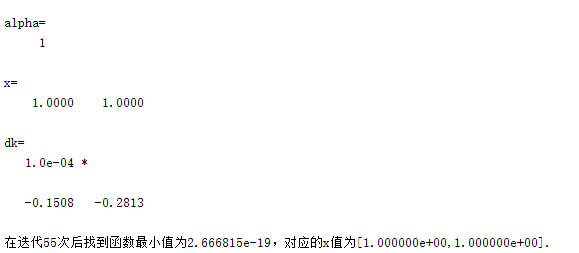 alpha=
1
x=
1.0000 1.0000
dk=
1.0e-04 *
-0.1508 -0.2813
在迭代55次后找到函数最小值为2.666815e-19，对应的x值为[1.000000e+00,1.000000e+00].